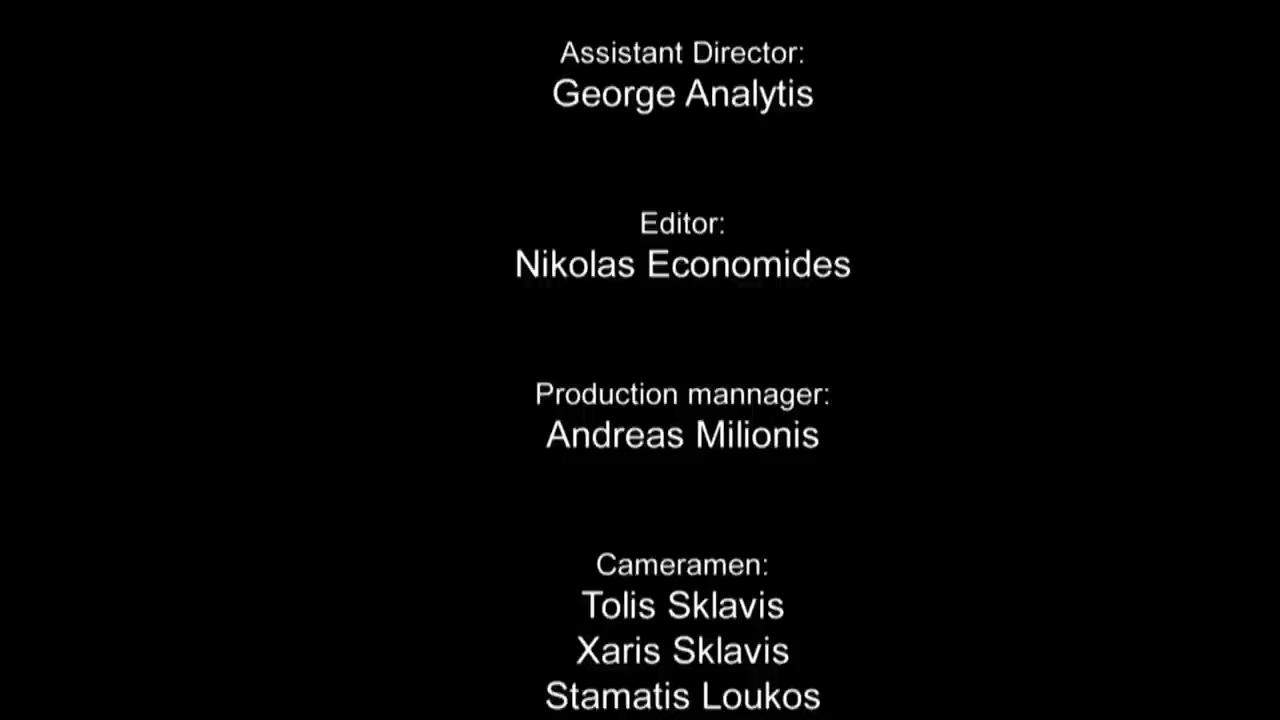 Assistant Director:
George Analytis
Editor:
Nikolas Economides
Production mannager:
Andreas Milionis
Cameramen:
Tolis Sklavis
Xaris Sklavis
Stamatis Loukos